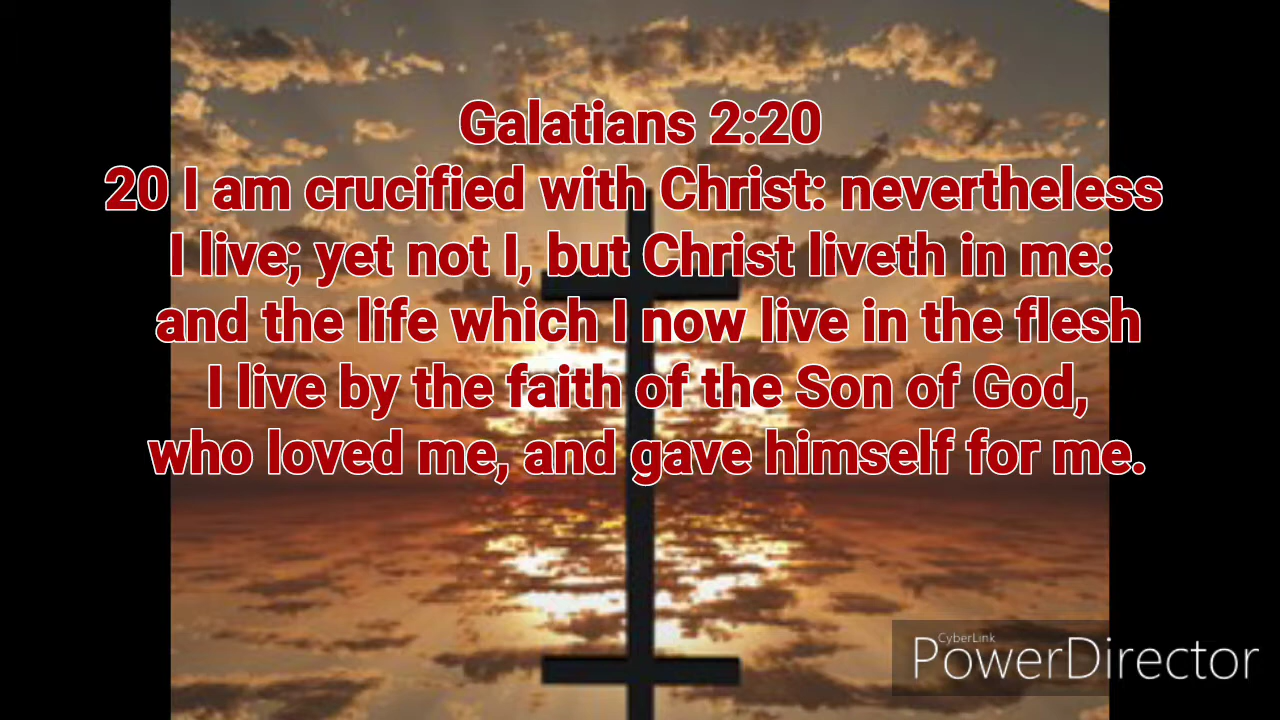 Galatians 2:20
20 I am crucified with Christ: nevertheless
I live; yet not I, but Christ liveth in me:
and the life which I now live in the flesh
I live by the faith of the Son of God,
who loved me, and gave himself for me.
CyberLink
PowerDirector